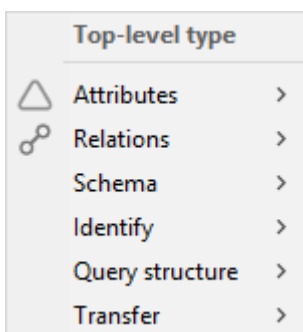 Top-level type
Attributes
Relations
Schema
Identify
Query structure
Transfer